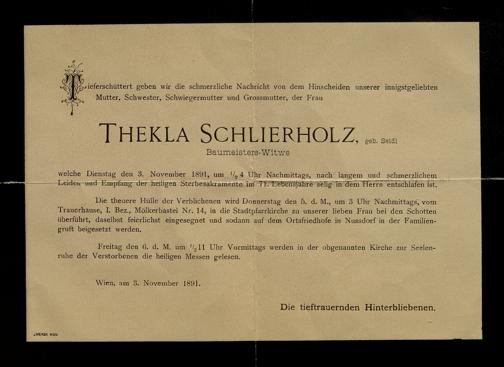 Tieferschüttert geben wir die schmerzliche Nachricht von dem Hinscheiden unserer innigstgeliebten
Mutter, Schwester, Schwiegermutter und Grossmutter, der Frau
THEKLA SCHLIERHOLZ, geb. Seidl
Baumeisters-Witwe
welche Dienstag den 3. November 1891, um ½4 Uhr Nachmittags, nach langem und schmerzlichem
Leiden und Empfang der heiligen Sterbesakramente im 71. Lebensjahre selig in dem Herrn entschlafen ist.
Die theuere Hülle der Verblichenen wird Donnerstag den 5. d. M., um 3 Uhr Nachmittags, vom
Trauerhause, I. Bez., Mölkerbastei Nr. 14, in die Stadtpfarrkirche zu unserer lieben Frau bei den Schotten
überführt, daselbst feierlichst eingesegnet und sodann auf dem Ortsfriedhofe in Nussdorf in der Familien-
gruft beigesetzt werden.
Freitag den 6. d. M. um ½11 Uhr Vormittags werden in der obgenannten Kirche zur Seelen-
ruhe der Verstorbenen die heiligen Messen gelesen.
Wien, am 3. November 1891.
Die tieftrauernden Hinterbliebenen.